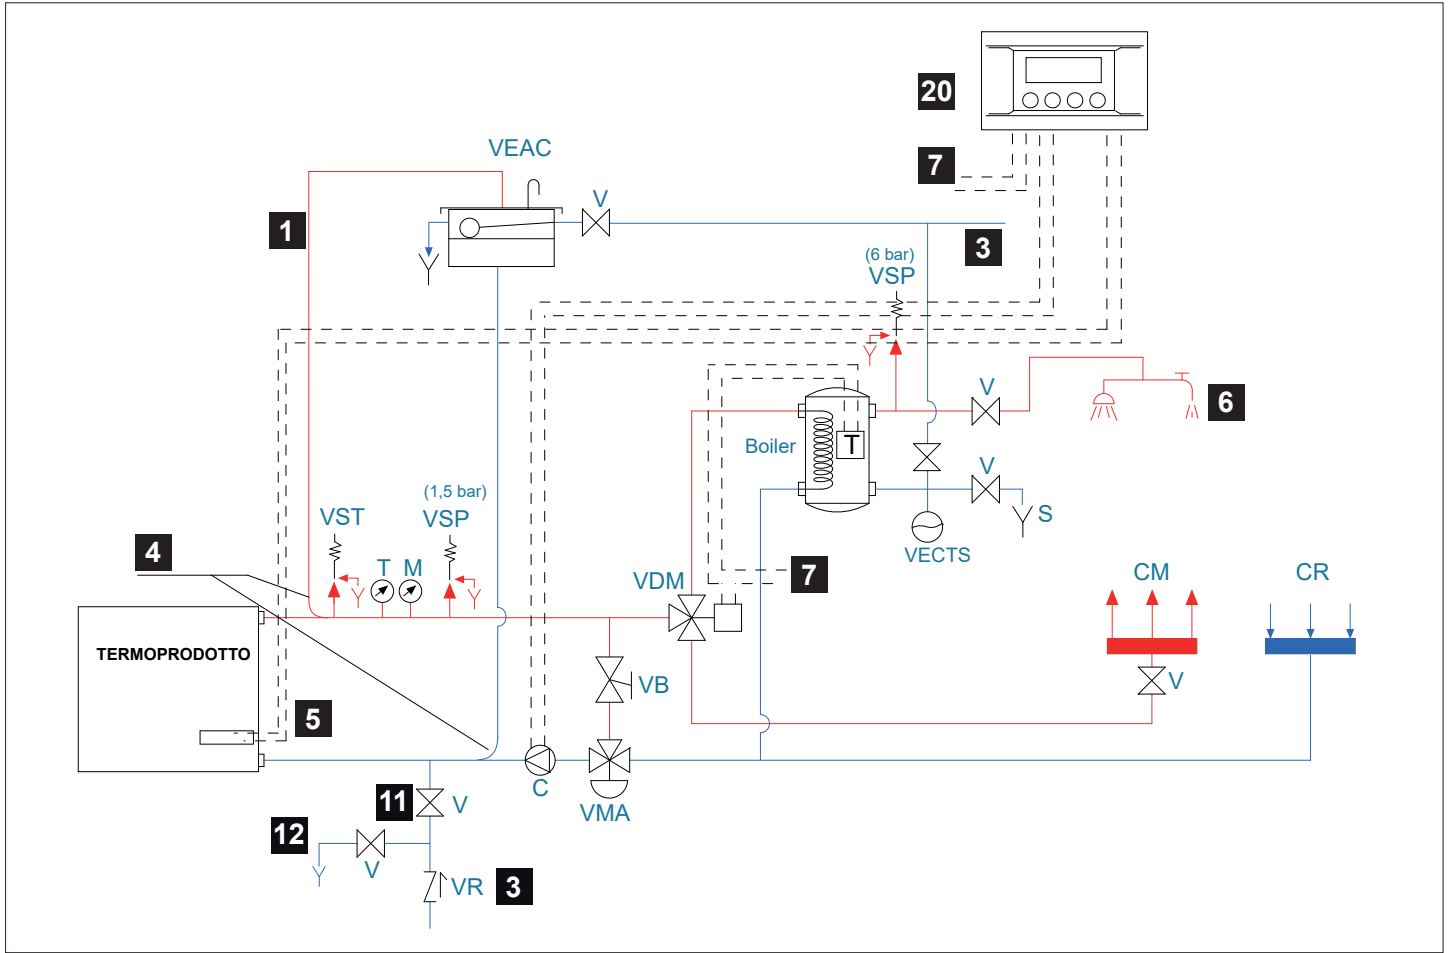 20
VEAC
7
V
1
3
(6 bar)
VSP
V
6
Boiler
T
V
(1,5 bar)
VST
VSP
S
4
VECTS
T
M
7
VDM
CM
CR
TERMOPRODOTTO
VB
V
5
C
11
V
VMA
12
V
VR
3